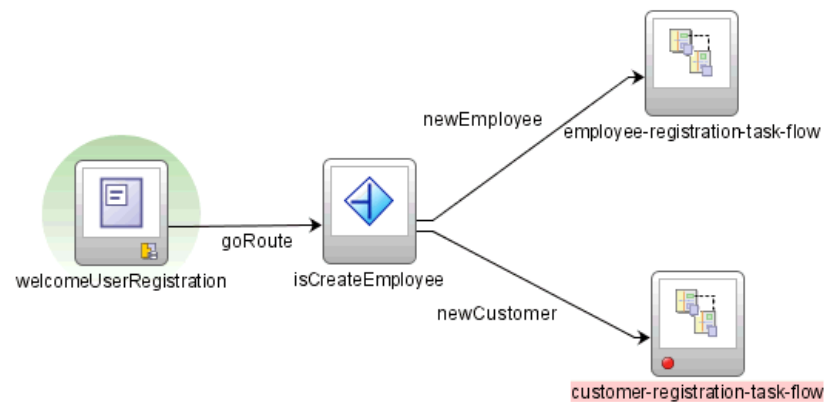 newEmployee
employee-registration-task-flow
goRoute
welcomeUserRegistration
isCreateEmployee
newCustomer
customer-registration-task-flow